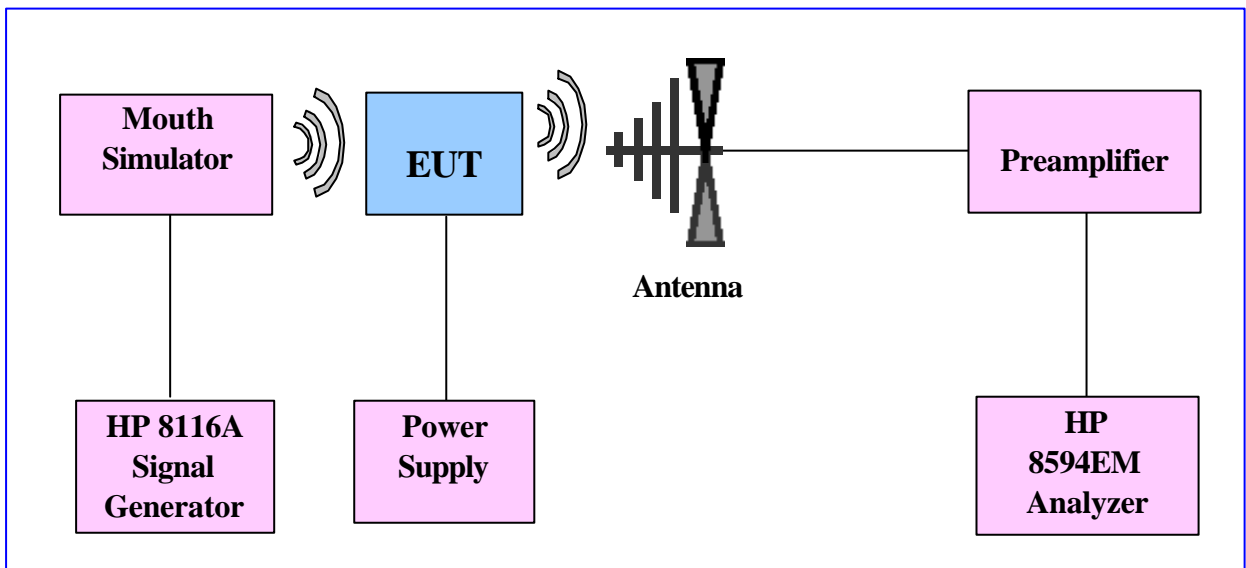 Mouth
Simulator
EUT
Preamplifier
Antenna
HP 8116A
Signal
Generator
Power
Supply
HP
8594EM
Analyzer